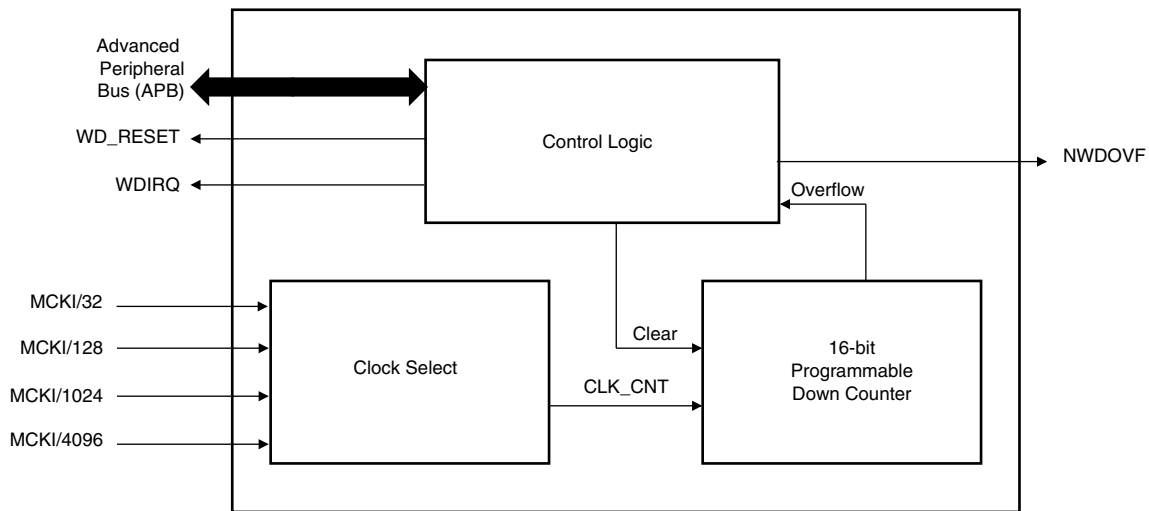 Advanced
Peripheral
Bus (APB)
WD_RESET
WDIRQ
Control Logic
NWDOVF
Overflow
MCKI/32
MCKI/128
MCKI/1024
MCKI/4096
Clock Select
Clear
CLK_CNT
16-bit
Programmable
Down Counter